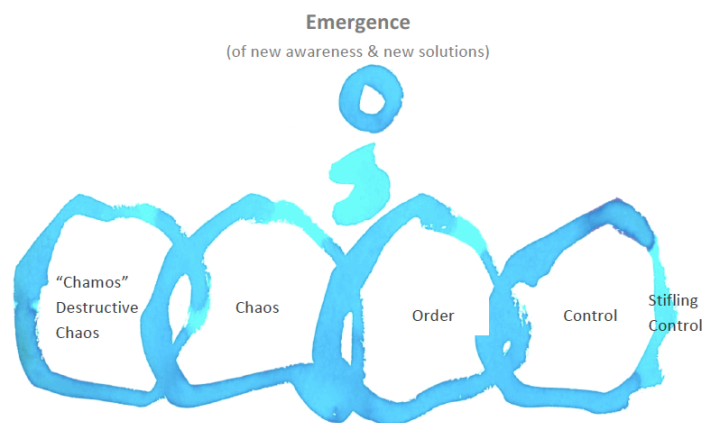 Emergence
(of new awareness & new solutions)
“Chamos”
Destructive
Chaos
Chaos
Order
Control
Stifling
Control